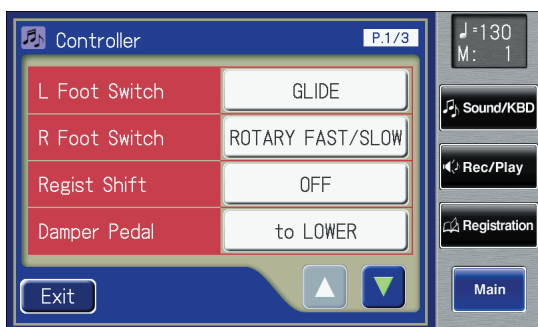 Controller P.1/3
L Foot Switch GLIDE
R Foot Switch ROTARY FAST/SLOW
Regist Shift OFF
Damper Pedal to LOWER
Exit
♩=130
M: 1
Sound/KBD
Rec/Play
Registration
Main